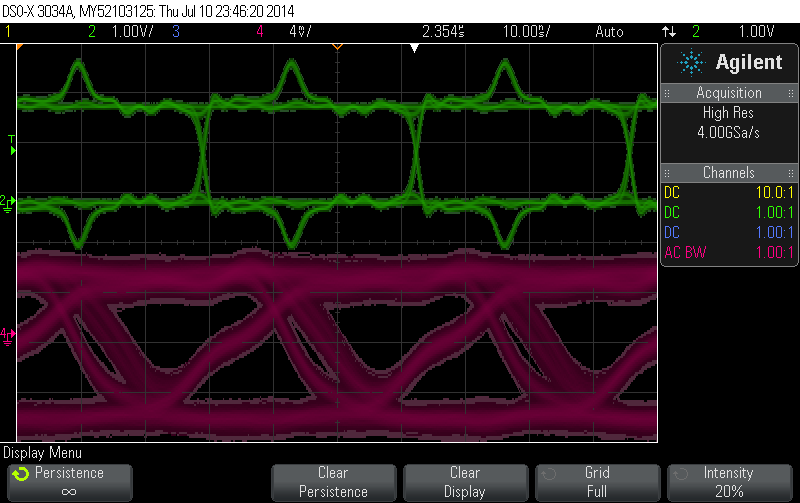 DSO-X 3034A, MY52103125: Thu Jul 10 23:46:20 2014
1 2 1.00V/ 3 4 4mV/ 2.354µs 10.00ns/ Auto 2 1.00V
Agilent
Acquisition
High Res
4.00GSa/s
Channels
DC 10.0:1
DC 1.00:1
DC 1.00:1
AC BW 1.00:1
T
2
4
Display Menu
Persistence
∞
Clear
Persistence
Clear
Display
Grid
Full
Intensity
20%